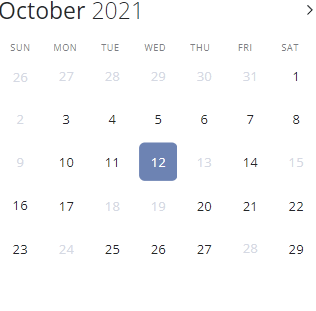 October 2021
SUN MON TUE WED THU FRI SAT
26 27 28 29 30 31 1
2 3 4 5 6 7 8
9 10 11 12 13 14 15
16 17 18 19 20 21 22
23 24 25 26 27 28 29